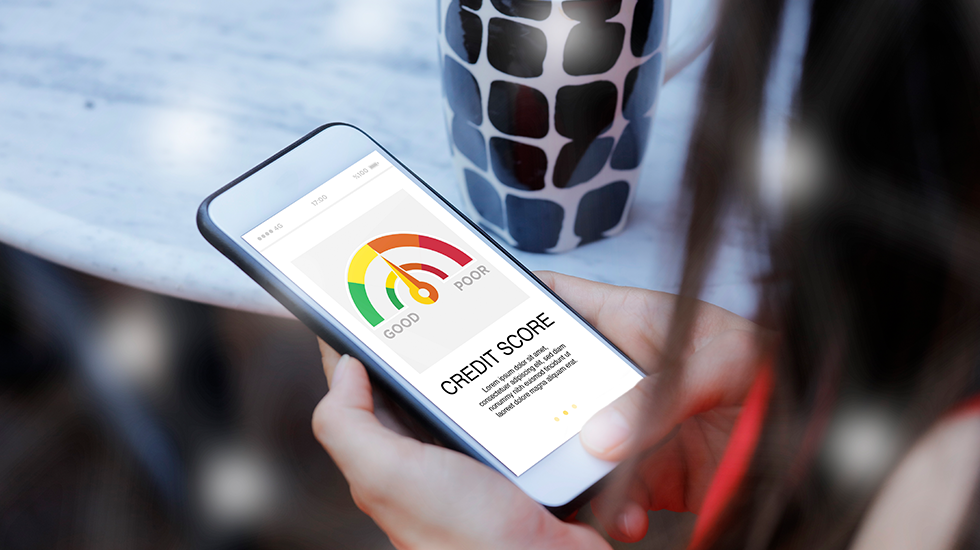 4G 17:00 %100
GOOD POOR
CREDIT SCORE
Lorem ipsum dolor sit amet,
consectetuer adipiscing elit, sed diam
nonummy nibh euismod tincidunt ut
laoreet dolore magna aliquam erat.